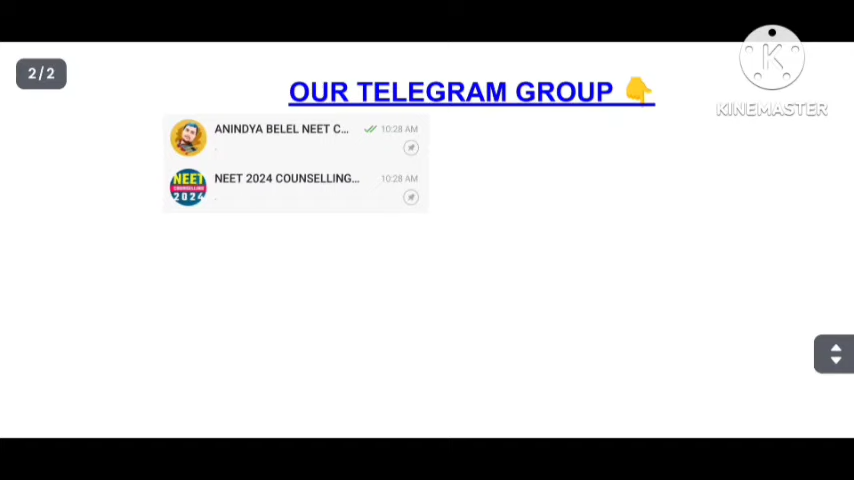 2/2
OUR TELEGRAM GROUP 👇
KINEMASTER
ANINDYA BELEL NEET C... 10:28 AM
NEET 2024 COUNSELLING... 10:28 AM
NEET
COUNSELLING
2024